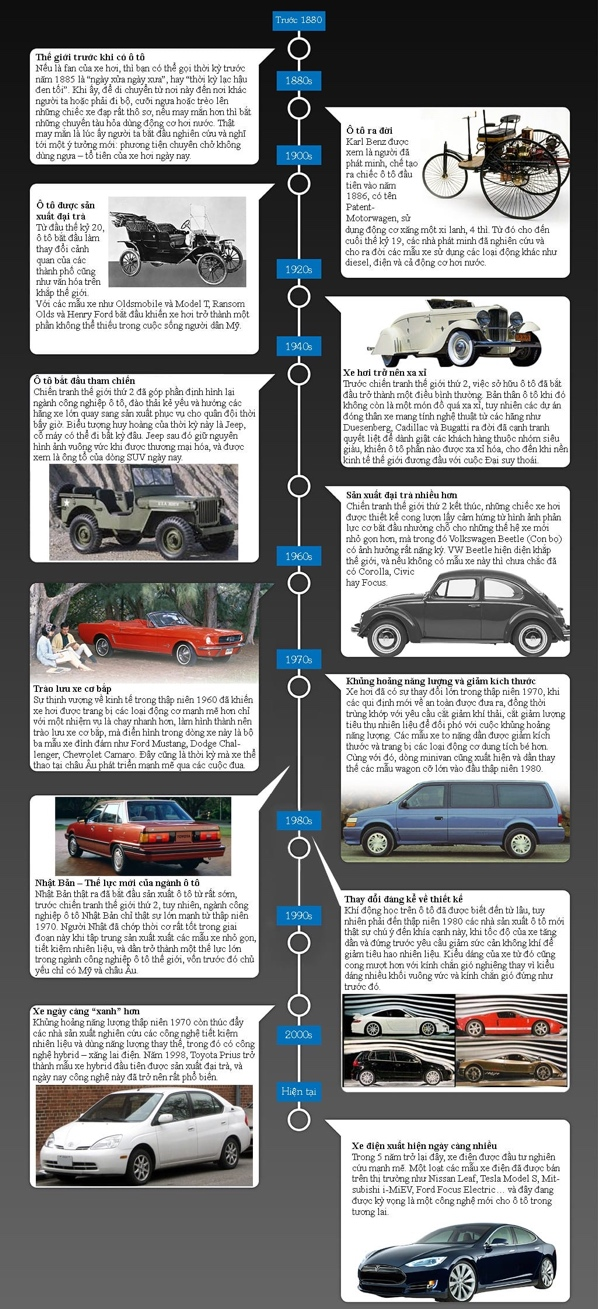 Trước 1880
Thế giới trước khi có ô tô
Nếu là fan của xe hơi, thì bạn có thể gọi thời kỳ trước
năm 1885 là “ngày xửa ngày xưa”, hay “thời kỳ lạc hậu
đen tối”. Khi ấy, để di chuyển từ nơi này đến nơi khác
người ta hoặc phải đi bộ, cưỡi ngựa hoặc trèo lên
những chiếc xe đạp rất thô sơ, nếu may mắn hơn thì bắt
những chuyến tàu hỏa dùng động cơ hơi nước. Thật
may mắn là lúc ấy người ta bắt đầu nghiên cứu và nghĩ
tới một ý tưởng mới: phương tiện chuyên chở không
dùng ngựa – tổ tiên của xe hơi ngày nay.
1880s
Ô tô ra đời
Karl Benz được
xem là người đã
phát minh, chế tạo
ra chiếc ô tô đầu
tiên vào năm
1886, có tên
Patent-
Motorwagen, sử
dụng động cơ xăng một xi lanh, 4 thì. Từ đó cho đến
cuối thế kỷ 19, các nhà phát minh đã nghiên cứu và
cho ra đời các mẫu xe sử dụng các loại động khác như
diesel, điện và cả động cơ hơi nước.
1900s
Ô tô được sản
xuất đại trà
Từ đầu thế kỷ 20,
ô tô bắt đầu làm
thay đổi cảnh
quan của các
thành phố cũng
như văn hóa trên
khắp thế giới.
Với các mẫu xe như Oldsmobile và Model T, Ransom
Olds và Henry Ford bắt đầu khiến xe hơi trở thành một
phần không thể thiếu trong cuộc sống người dân Mỹ.
1920s
Xe hơi trở nên xa xỉ
Trước chiến tranh thế giới thứ 2, việc sở hữu ô tô đã bắt
đầu trở thành một điều bình thường. Bản thân ô tô khi đó
không còn là một món đồ quá xa xỉ, tuy nhiên các dự án
đóng thân xe mang tính nghệ thuật từ các hãng như
Duesenberg, Cadillac và Bugatti ra đời đã cạnh tranh
quyết liệt để dành giật các khách hàng thuộc nhóm siêu
giàu, khiến ô tô phần nào được xa xỉ hóa, cho đến khi nền
kinh tế thế giới đương đầu với cuộc Đại suy thoái.
1940s
Ô tô bắt đầu tham chiến
Chiến tranh thế giới thứ 2 đã góp phần định hình lại
ngành công nghiệp ô tô, đào thải kẻ yếu và hướng các
hãng xe lớn quay sang sản xuất phục vụ cho quân đội thời
bấy giờ. Biểu tượng huy hoàng của thời kỳ này là Jeep,
cỗ máy có thể đi bất kỳ đâu. Jeep sau đó giữ nguyên
hình ảnh vuông vức khi được thương mại hóa, và được
xem là ông tổ của dòng SUV ngày nay.
Sản xuất đại trà nhiều hơn
Chiến tranh thế giới thứ 2 kết thúc, những chiếc xe hơi
được thiết kế cong lượn lấy cảm hứng từ hình ảnh phản
lực cơ bắt đầu nhường chỗ cho những thế hệ xe mới
nhỏ gọn hơn, mà trong đó Volkswagen Beetle (Con bọ)
có ảnh hưởng rất nặng ký. VW Beetle hiện diện khắp
thế giới, và nếu không có mẫu xe này thì chưa chắc đã
có Corolla, Civic
hay Focus.
1960s
Trào lưu xe cơ bắp
Sự thịnh vượng về kinh tế trong thập niên 1960 đã khiến
xe hơi được trang bị các loại động cơ mạnh mẽ hơn chỉ
với một nhiệm vụ là chạy nhanh hơn, làm hình thành nên
trào lưu xe cơ bắp, mà điển hình trong dòng xe này là bộ
ba mẫu xe đình đám như Ford Mustang, Dodge Chal-
lenger, Chevrolet Camaro. Đây cũng là thời kỳ mà xe thể
thao tại châu Âu phát triển mạnh mẽ qua các cuộc đua.
1970s
Khủng hoảng năng lượng và giảm kích thước
Xe hơi đã có sự thay đổi lớn trong thập niên 1970, khi
các qui định mới về an toàn được đưa ra, đồng thời
trùng khớp với yêu cầu cắt giảm khí thải, cắt giảm lượng
tiêu thụ nhiên liệu để đối phó với cuộc khủng hoảng
năng lượng. Các mẫu xe to nặng dần được giảm kích
thước và trang bị các loại động cơ dung tích bé hơn.
Cùng với đó, dòng minivan cũng xuất hiện và dần thay
thế các mẫu wagon cỡ lớn vào đầu thập niên 1980.
Nhật Bản – Thế lực mới của ngành ô tô
Nhật Bản thật ra đã bắt đầu sản xuất ô tô từ rất sớm,
trước chiến tranh thế giới thứ 2, tuy nhiên, ngành công
nghiệp ô tô Nhật Bản chỉ thật sự lớn mạnh từ thập niên
1970. Người Nhật đã chớp thời cơ rất tốt trong giai
đoạn này khi tập trung sản xuất xuất các mẫu xe nhỏ gọn,
tiết kiệm nhiên liệu, và dần trở thành một thế lực lớn
trong ngành công nghiệp ô tô thế giới, vốn trước đó chủ
yếu chỉ có Mỹ và châu Âu.
1980s
Thay đổi đáng kể về thiết kế
Khí động học trên ô tô đã được biết đến từ lâu, tuy
nhiên phải đến thập niên 1980 các nhà sản xuất ô tô mới
thật sự chú ý đến khía cạnh này, khi tốc độ của xe tăng
dần và đứng trước yêu cầu giảm sức cản không khí để
giảm tiêu hao nhiên liệu. Kiểu dáng của xe từ đó cũng
cong mượt hơn với kính chắn gió nghiêng thay vì kiểu
dáng nhiều khối vuông vức và kính chắn gió đứng như
trước đó.
1990s
Xe ngày càng “xanh” hơn
Khủng hoảng năng lượng thập niên 1970 còn thúc đẩy
các nhà sản xuất nghiên cứu các công nghệ tiết kiệm
nhiên liệu và dùng năng lượng thay thế, trong đó có công
nghệ hybrid – xăng lai điện. Năm 1998, Toyota Prius trở
thành mẫu xe hybrid đầu tiên được sản xuất đại trà, và
ngày nay công nghệ này đã trở nên rất phổ biến.
2000s
Hiện tại
Xe điện xuất hiện ngày càng nhiều
Trong 5 năm trở lại đây, xe điện được đầu tư nghiên
cứu mạnh mẽ. Một loạt các mẫu xe điện đã được bán
trên thị trường như Nissan Leaf, Tesla Model S, Mit-
subishi i-MiEV, Ford Focus Electric… và đây đang
được kỳ vọng là một công nghệ mới cho ô tô trong
tương lai.